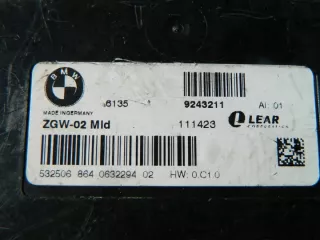 BMW
MADE IN GERMANY
6135 9243211 AI: 01
ZGW-02 Mld 111423
LEAR
CORPORATION
532506 864 0632294 02 HW: 0.C1.0